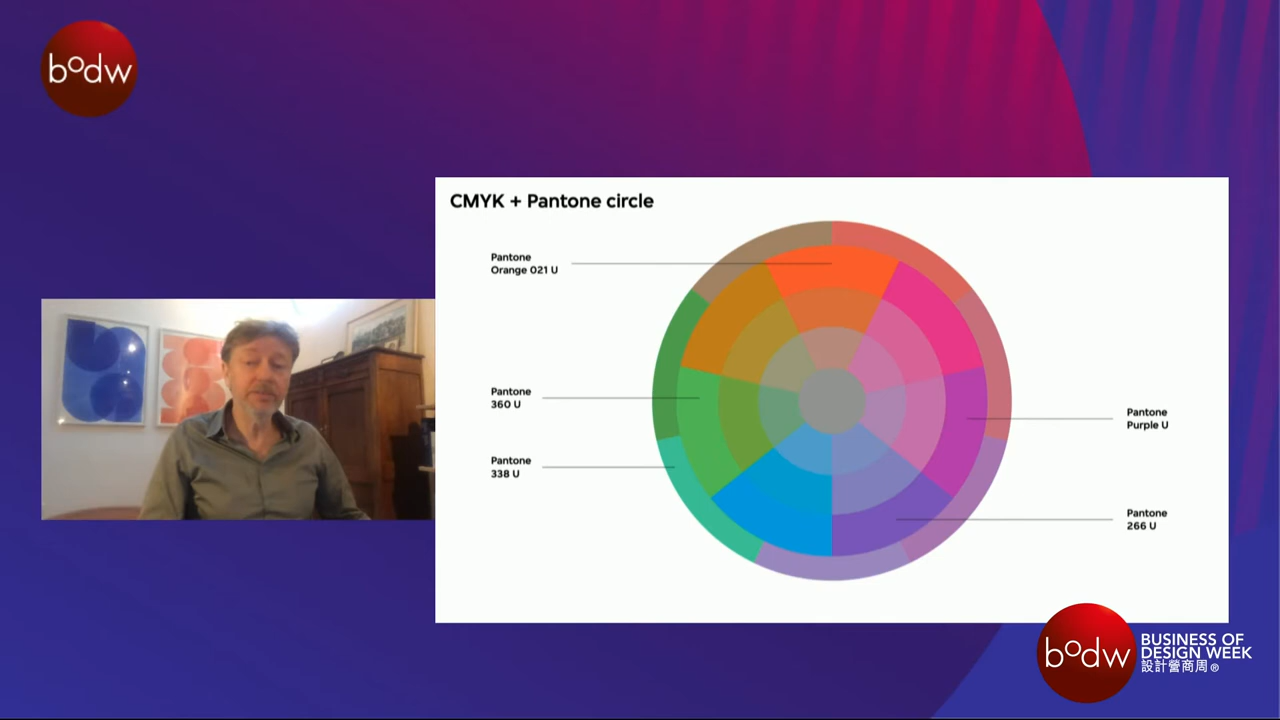 bodw
CMYK + Pantone circle
Pantone
Orange 021 U
Pantone
360 U
Pantone
338 U
Pantone
Purple U
Pantone
266 U
bodw
BUSINESS OF
DESIGN WEEK
設計營商周®